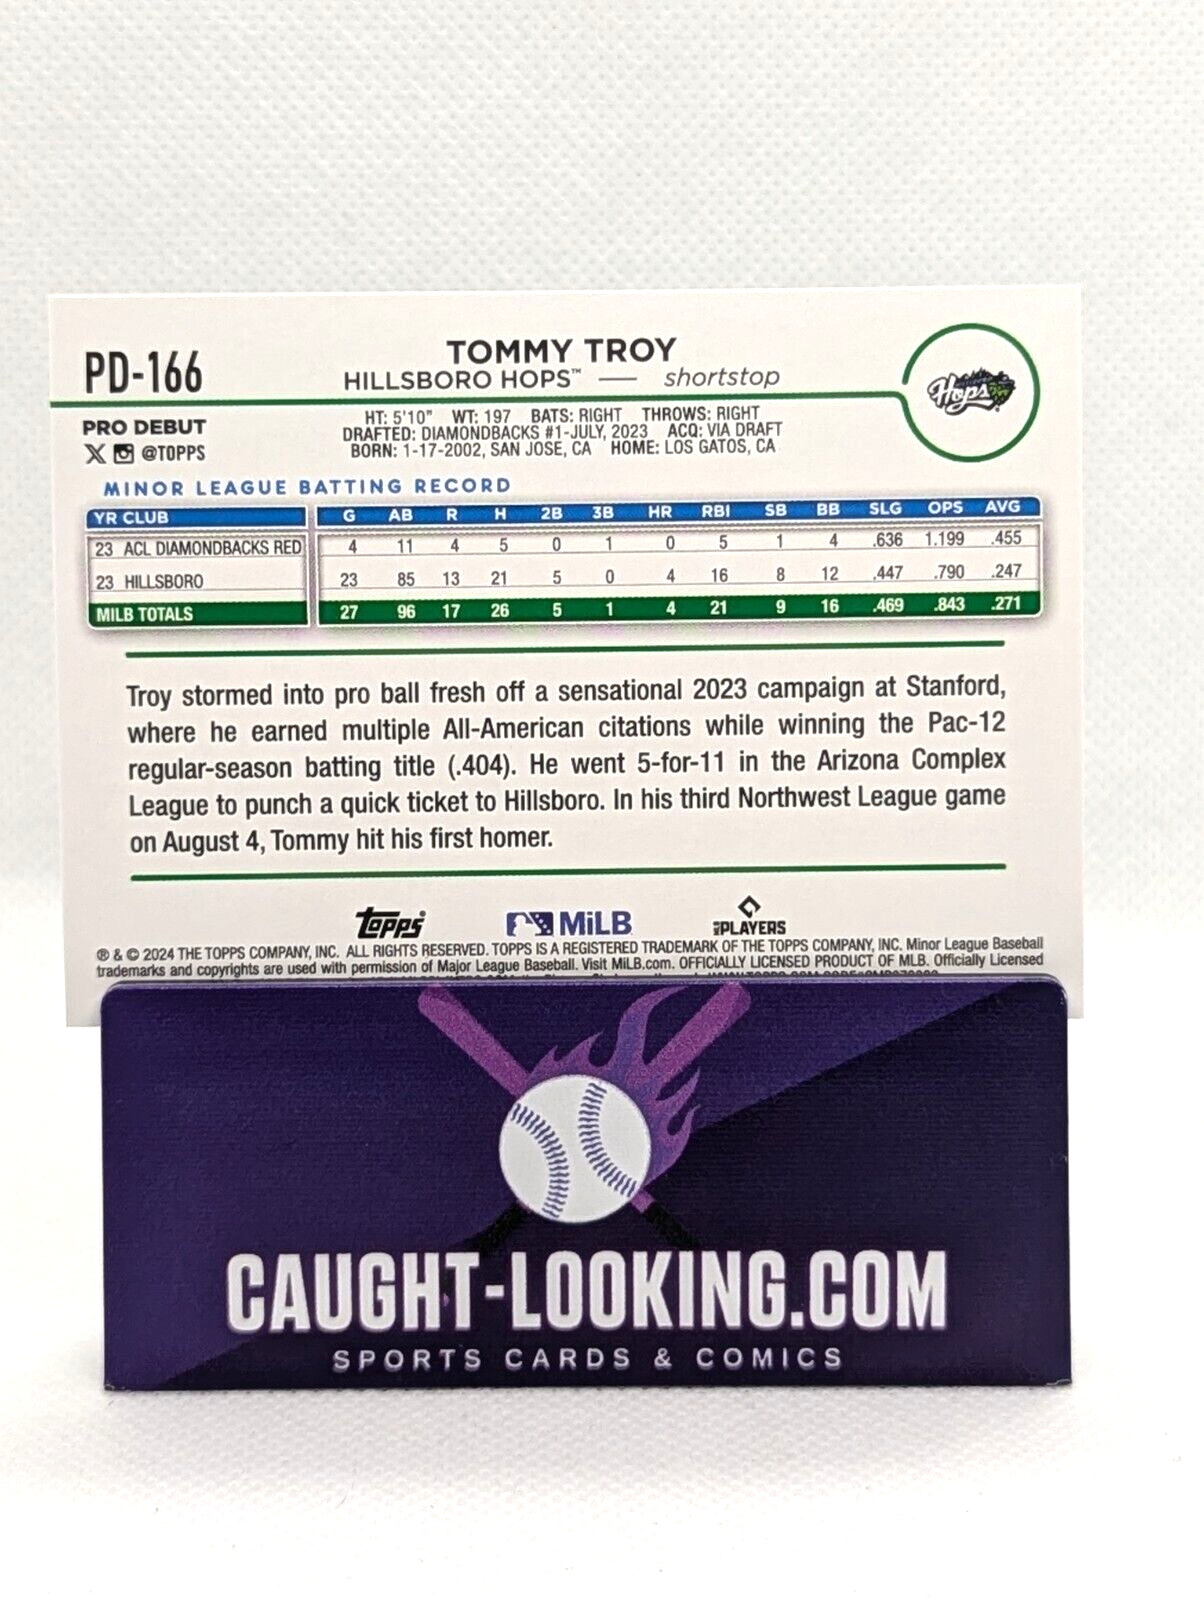 PD-166
TOMMY TROY
HILLSBORO HOPS™ — shortstop
Hops
PRO DEBUT
X @TOPPS
HT: 5'10" WT: 197 BATS: RIGHT THROWS: RIGHT
DRAFTED: DIAMONDBACKS #1-JULY, 2023 ACQ: VIA DRAFT
BORN: 1-17-2002, SAN JOSE, CA HOME: LOS GATOS, CA
MINOR LEAGUE BATTING RECORD
YR CLUB G AB R H 2B 3B HR RBI SB BB SLG OPS AVG
23 ACL DIAMONDBACKS RED 4 11 4 5 0 1 0 5 1 4 .636 1.199 .455
23 HILLSBORO 23 85 13 21 5 0 4 16 8 12 .447 .790 .247
MILB TOTALS 27 96 17 26 5 1 4 21 9 16 .469 .843 .271
Troy stormed into pro ball fresh off a sensational 2023 campaign at Stanford,
where he earned multiple All-American citations while winning the Pac-12
regular-season batting title (.404). He went 5-for-11 in the Arizona Complex
League to punch a quick ticket to Hillsboro. In his third Northwest League game
on August 4, Tommy hit his first homer.
Topps MiLB PLAYERS
® & © 2024 THE TOPPS COMPANY, INC. ALL RIGHTS RESERVED. TOPPS IS A REGISTERED TRADEMARK OF THE TOPPS COMPANY, INC. Minor League Baseball
trademarks and copyrights are used with permission of Major League Baseball. Visit MiLB.com. OFFICIALLY LICENSED PRODUCT OF MLB. Officially Licensed
CAUGHT-LOOKING.COM
SPORTS CARDS & COMICS